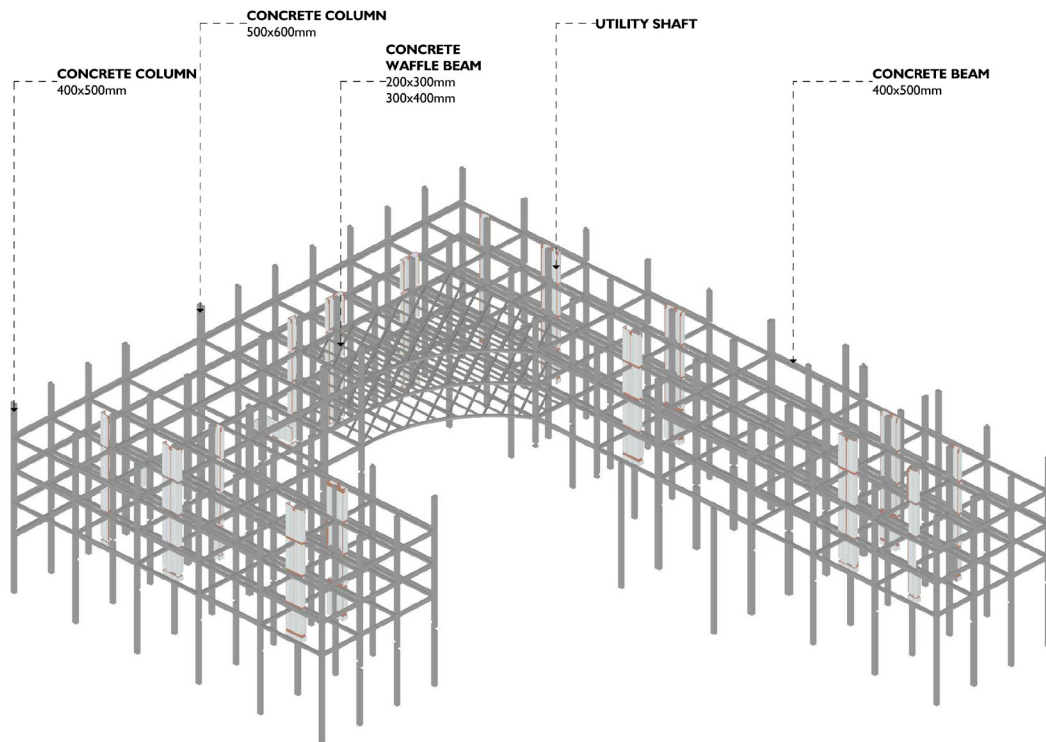 CONCRETE COLUMN
500x600mm
UTILITY SHAFT
CONCRETE
WAFFLE BEAM
200x300mm
300x400mm
CONCRETE COLUMN
400x500mm
CONCRETE BEAM
400x500mm